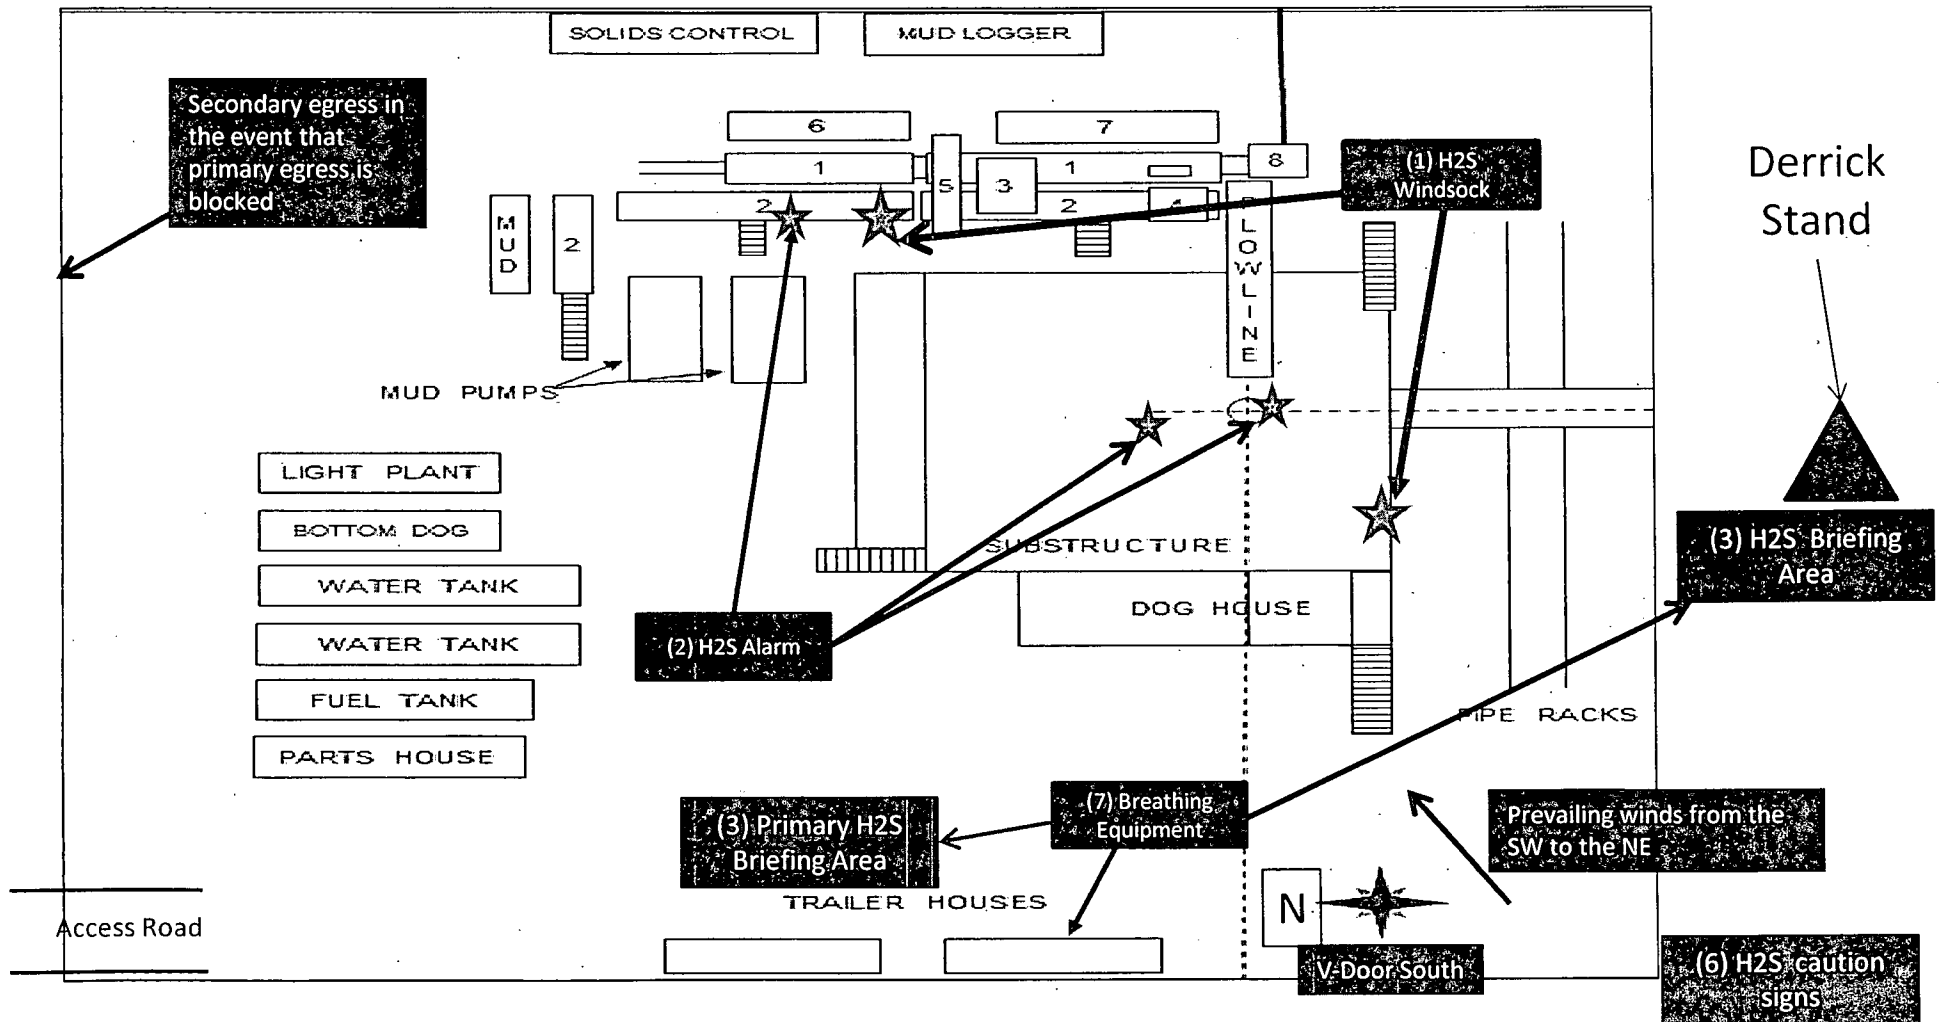 SOLIDS CONTROL
MUD LOGGER
Secondary egress in
the event that
primary egress is
blocked
6
7
1
5
3
1
8
(1) H2S
Windsock
Derrick
Stand
MUD
2
2
2
4
FLOWLINE
MUD PUMPS
LIGHT PLANT
BOTTOM DOG
WATER TANK
WATER TANK
FUEL TANK
PARTS HOUSE
SUBSTRUCTURE
DOG HOUSE
(2) H2S Alarm
(3) H2S Briefing
Area
PIPE RACKS
(3) Primary H2S
Briefing Area
(7) Breathing
Equipment
Prevailing winds from the
SW to the NE
TRAILER HOUSES
N
Access Road
V-Door South
(6) H2S caution
signs